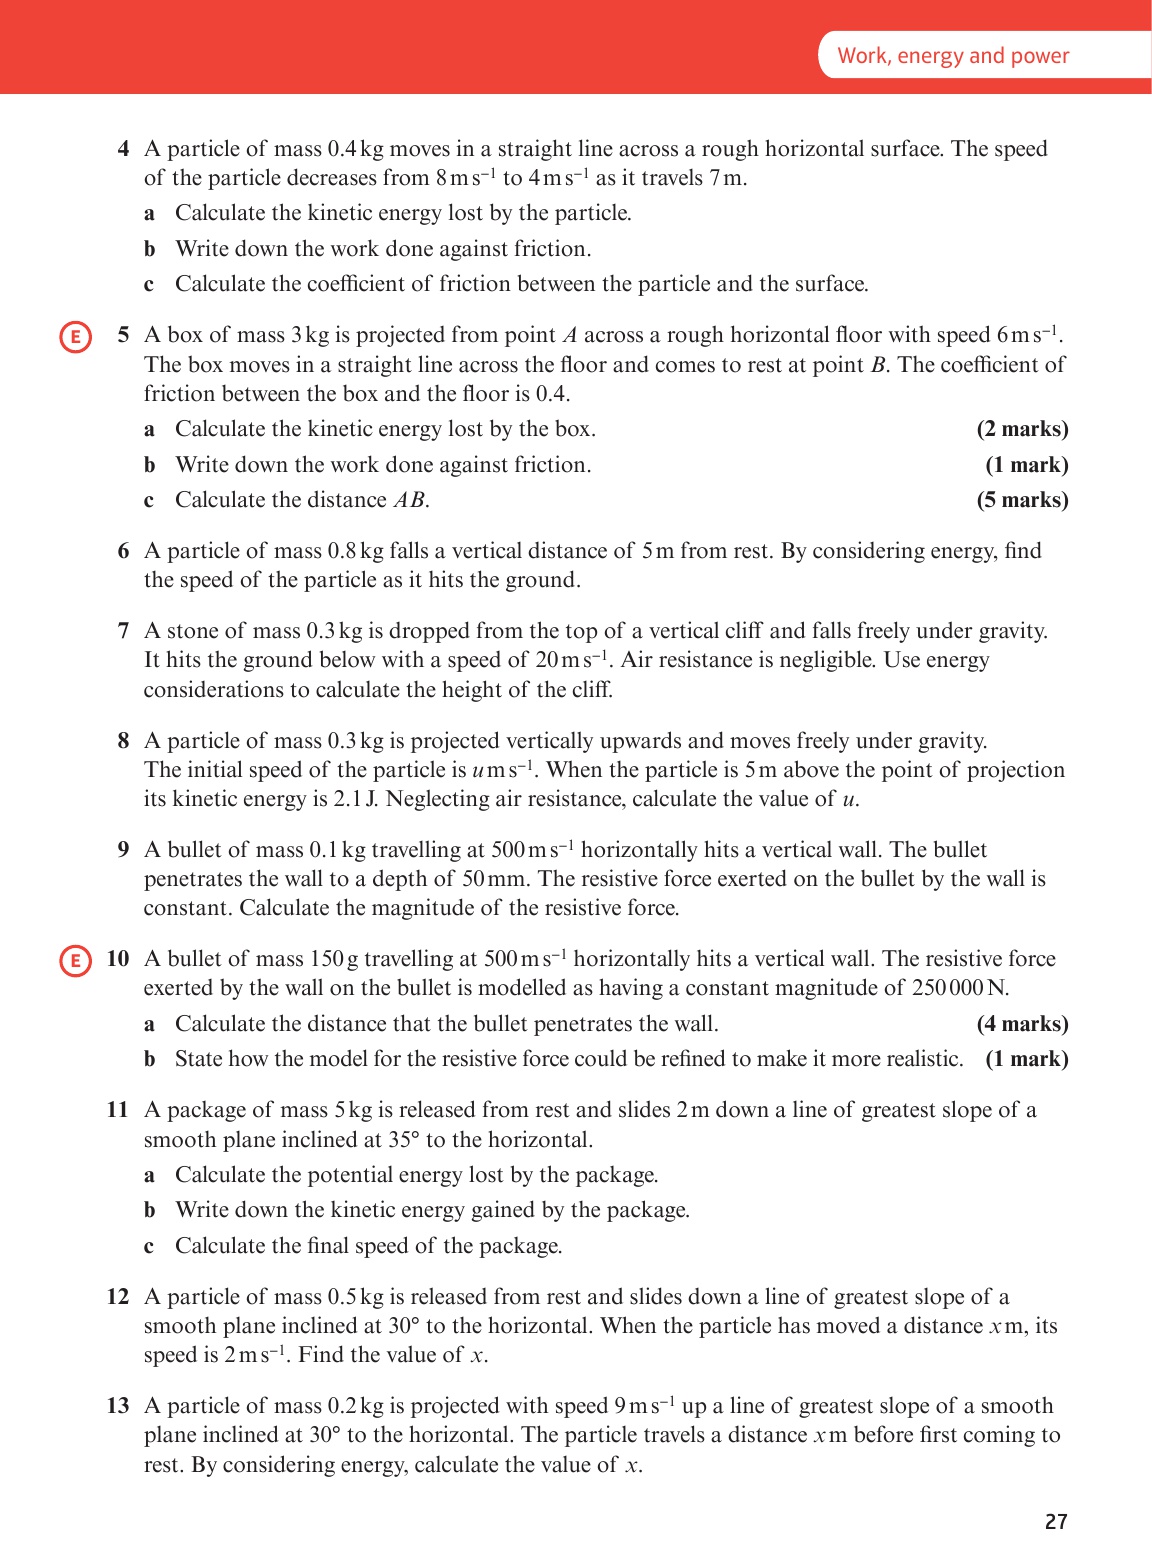 Work, energy and power
4 A particle of mass 0.4 kg moves in a straight line across a rough horizontal surface. The speed
of the particle decreases from 8 m s⁻¹ to 4 m s⁻¹ as it travels 7 m.
a Calculate the kinetic energy lost by the particle.
b Write down the work done against friction.
c Calculate the coefficient of friction between the particle and the surface.
E 5 A box of mass 3 kg is projected from point A across a rough horizontal floor with speed 6 m s⁻¹.
The box moves in a straight line across the floor and comes to rest at point B. The coefficient of
friction between the box and the floor is 0.4.
a Calculate the kinetic energy lost by the box. (2 marks)
b Write down the work done against friction. (1 mark)
c Calculate the distance AB. (5 marks)
6 A particle of mass 0.8 kg falls a vertical distance of 5 m from rest. By considering energy, find
the speed of the particle as it hits the ground.
7 A stone of mass 0.3 kg is dropped from the top of a vertical cliff and falls freely under gravity.
It hits the ground below with a speed of 20 m s⁻¹. Air resistance is negligible. Use energy
considerations to calculate the height of the cliff.
8 A particle of mass 0.3 kg is projected vertically upwards and moves freely under gravity.
The initial speed of the particle is u m s⁻¹. When the particle is 5 m above the point of projection
its kinetic energy is 2.1 J. Neglecting air resistance, calculate the value of u.
9 A bullet of mass 0.1 kg travelling at 500 m s⁻¹ horizontally hits a vertical wall. The bullet
penetrates the wall to a depth of 50 mm. The resistive force exerted on the bullet by the wall is
constant. Calculate the magnitude of the resistive force.
E 10 A bullet of mass 150 g travelling at 500 m s⁻¹ horizontally hits a vertical wall. The resistive force
exerted by the wall on the bullet is modelled as having a constant magnitude of 250 000 N.
a Calculate the distance that the bullet penetrates the wall. (4 marks)
b State how the model for the resistive force could be refined to make it more realistic. (1 mark)
11 A package of mass 5 kg is released from rest and slides 2 m down a line of greatest slope of a
smooth plane inclined at 35° to the horizontal.
a Calculate the potential energy lost by the package.
b Write down the kinetic energy gained by the package.
c Calculate the final speed of the package.
12 A particle of mass 0.5 kg is released from rest and slides down a line of greatest slope of a
smooth plane inclined at 30° to the horizontal. When the particle has moved a distance x m, its
speed is 2 m s⁻¹. Find the value of x.
13 A particle of mass 0.2 kg is projected with speed 9 m s⁻¹ up a line of greatest slope of a smooth
plane inclined at 30° to the horizontal. The particle travels a distance x m before first coming to
rest. By considering energy, calculate the value of x.
27